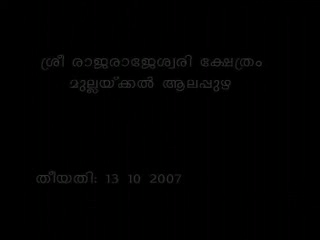 ശ്രീ രാജരാജേശ്വരി ക്ഷേത്രം
മുല്ലയ്ക്കൽ ആലപ്പുഴ
തീയതി: 13 10 2007